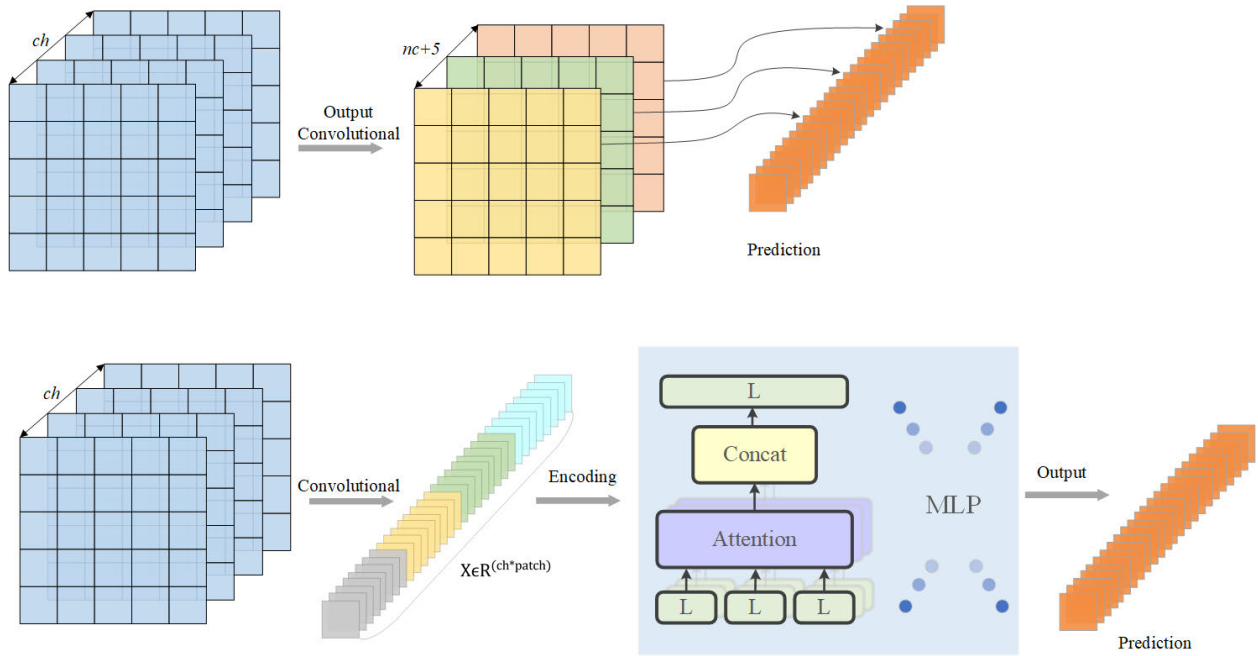 ch
nc+5
Output
Convolutional
Prediction
ch
Convolutional
XϵR(ch*patch)
Encoding
L
Concat
Attention
L L L
MLP
Output
Prediction